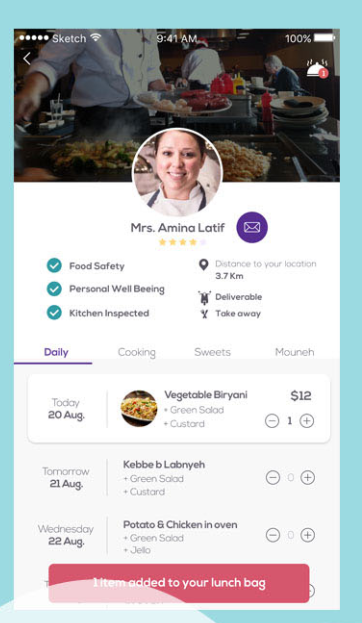 Sketch 9:41 AM 100%
1
Mrs. Amina Latif
Food Safety
Distance to your location
3.7 Km
Personal Well Beeing
Deliverable
Kitchen Inspected
Take away
Daily Cooking Sweets Mouneh
Today
20 Aug.
Vegetable Biryani $12
+ Green Salad
+ Custard
1
Tomorrow
21 Aug.
Kebbe b Labnyeh
+ Green Salad
+ Custard
0
Wednesday
22 Aug.
Potato & Chicken in oven
+ Green Salad
+ Jello
0
1 item added to your lunch bag